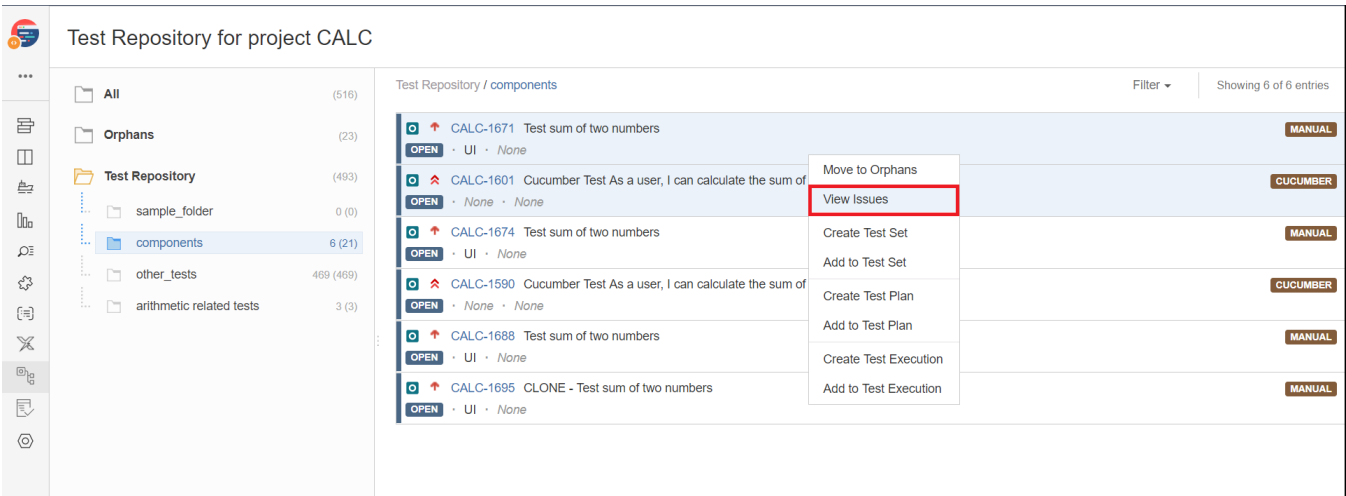 Test Repository for project CALC
All (516)
Orphans (23)
Test Repository (493)
sample_folder 0 (0)
components 6 (21)
other_tests 469 (469)
arithmetic related tests 3 (3)
Test Repository / components
Filter
Showing 6 of 6 entries
CALC-1671 Test sum of two numbers MANUAL
OPEN · UI · None
CALC-1601 Cucumber Test As a user, I can calculate the sum of CUCUMBER
OPEN · None · None
CALC-1674 Test sum of two numbers MANUAL
OPEN · UI · None
CALC-1590 Cucumber Test As a user, I can calculate the sum of CUCUMBER
OPEN · None · None
CALC-1688 Test sum of two numbers MANUAL
OPEN · UI · None
CALC-1695 CLONE - Test sum of two numbers MANUAL
OPEN · UI · None
Move to Orphans
View Issues
Create Test Set
Add to Test Set
Create Test Plan
Add to Test Plan
Create Test Execution
Add to Test Execution